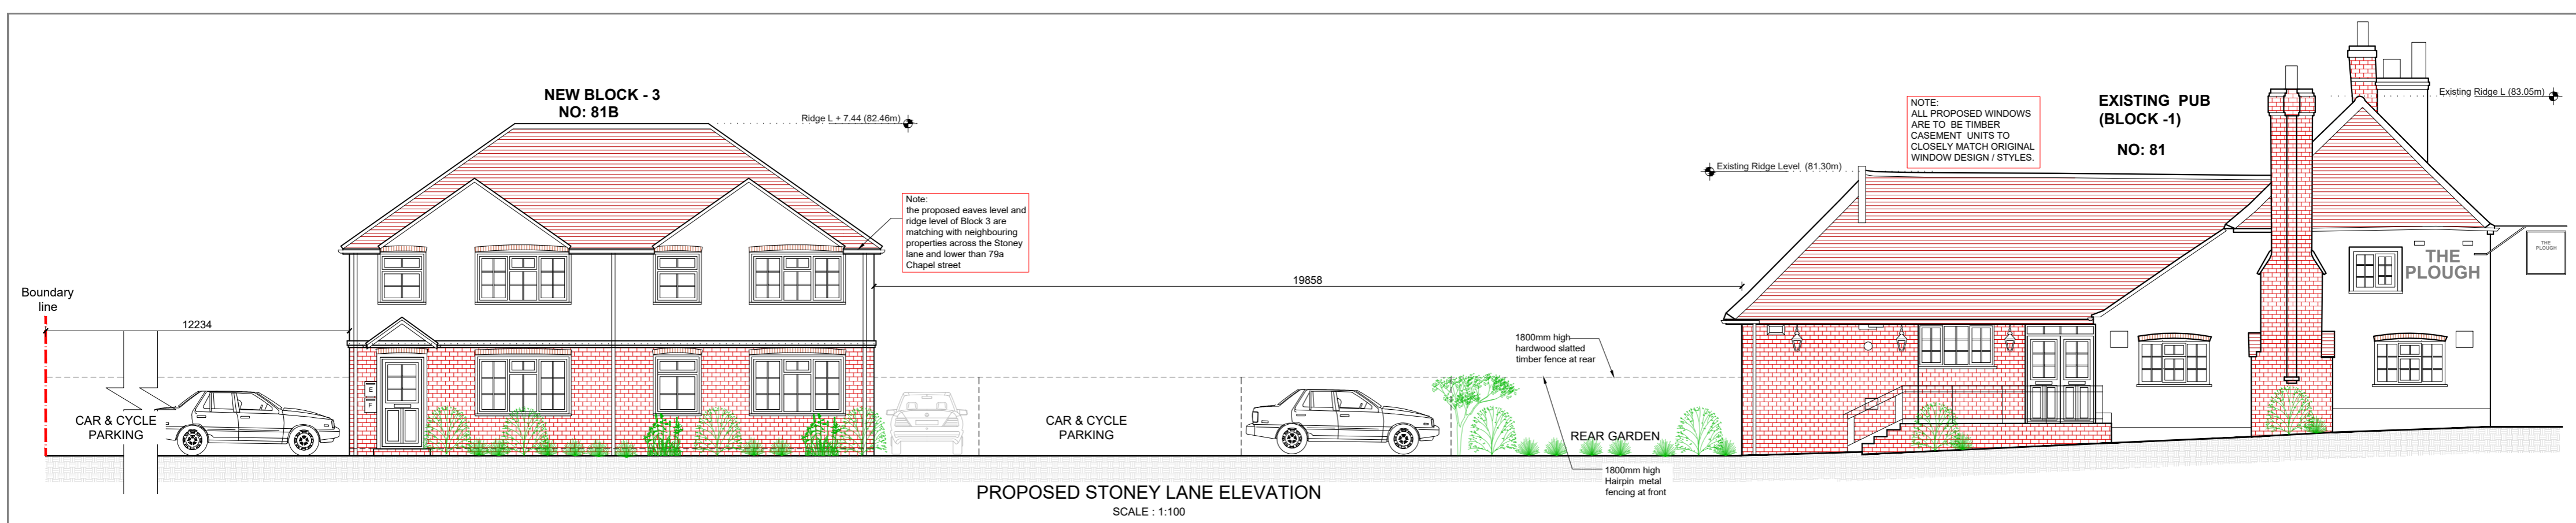 NEW BLOCK - 3
NO: 81B
Ridge L + 7.44 (82.46m)
Note:
the proposed eaves level and
ridge level of Block 3 are
matching with neighbouring
properties across the Stoney
lane and lower than 79a
Chapel street
Boundary
line
12234
CAR & CYCLE
PARKING
E
F
19858
CAR & CYCLE
PARKING
1800mm high
hardwood slatted
timber fence at rear
REAR GARDEN
1800mm high
Hairpin metal
fencing at front
Existing Ridge Level (81.30m)
NOTE:
ALL PROPOSED WINDOWS
ARE TO BE TIMBER
CASEMENT UNITS TO
CLOSELY MATCH ORIGINAL
WINDOW DESIGN / STYLES.
EXISTING PUB
(BLOCK -1)
NO: 81
Existing Ridge L (83.05m)
THE
PLOUGH
THE
PLOUGH
PROPOSED STONEY LANE ELEVATION
SCALE : 1:100